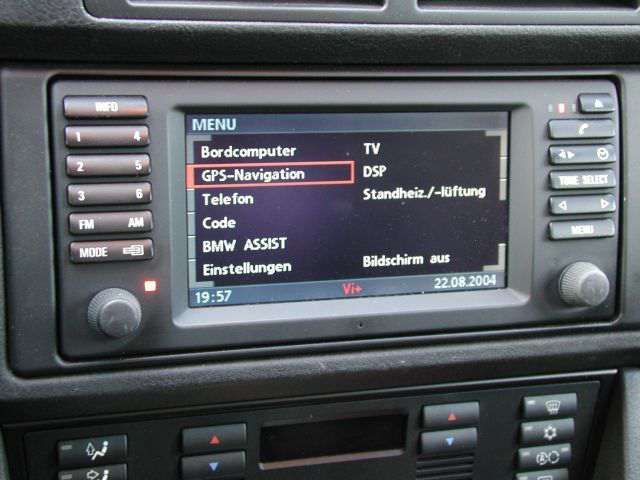 INFO
1 4
2 5
3 6
FM AM
MODE
MENU
Bordcomputer
GPS-Navigation
Telefon
Code
BMW ASSIST
Einstellungen
TV
DSP
Standheiz./-lüftung
Bildschirm aus
19:57 Vi+ 22.08.2004
TONE SELECT
MENU